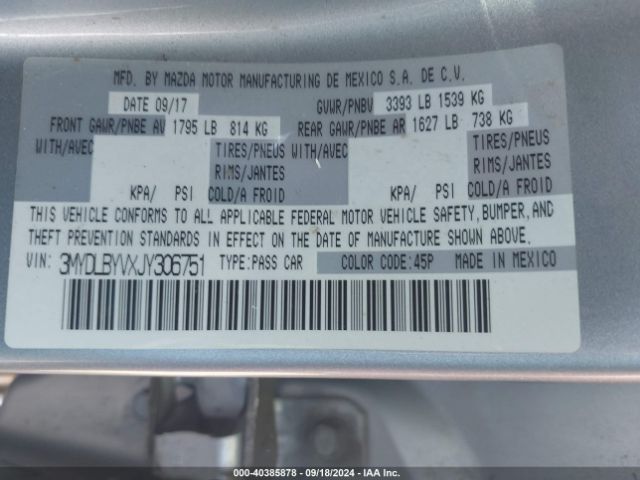 MFD. BY MAZDA MOTOR MANUFACTURING DE MEXICO S.A. DE C.V.
DATE 09/17 GVWR/PNBV 3393 LB 1539 KG
FRONT GAWR/PNBE AV 1795 LB 814 KG REAR GAWR/PNBE AR 1627 LB 738 KG
WITH/AVEC TIRES/PNEUS WITH/AVEC TIRES/PNEUS
RIMS/JANTES RIMS/JANTES
KPA/ PSI COLD/A FROID KPA/ PSI COLD/A FROID
THIS VEHICLE CONFORMS TO ALL APPLICABLE FEDERAL MOTOR VEHICLE SAFETY, BUMPER, AND
THEFT PREVENTION STANDARDS IN EFFECT ON THE DATE OF MANUFACTURE SHOWN ABOVE.
VIN: 3MYDLBYVXJY306751 TYPE:PASS CAR COLOR CODE:45P MADE IN MEXICO
000-40385878 - 09/18/2024 - IAA Inc.